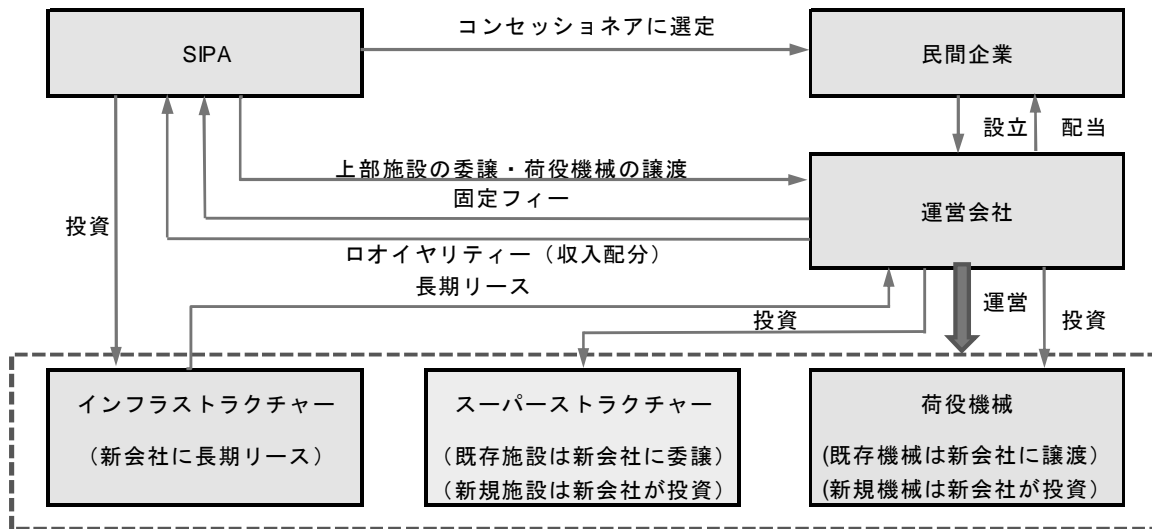 コンセッショネアに選定
SIPA
民間企業
設立
配当
上部施設の委譲・荷役機械の譲渡
固定フィー
運営会社
投資
ロオイヤリティー（収入配分）
長期リース
運営
投資
投資
インフラストラクチャー
（新会社に長期リース）
スーパーストラクチャー
（既存施設は新会社に委譲）
（新規施設は新会社が投資）
荷役機械
(既存機械は新会社に譲渡）
(新規機械は新会社が投資）